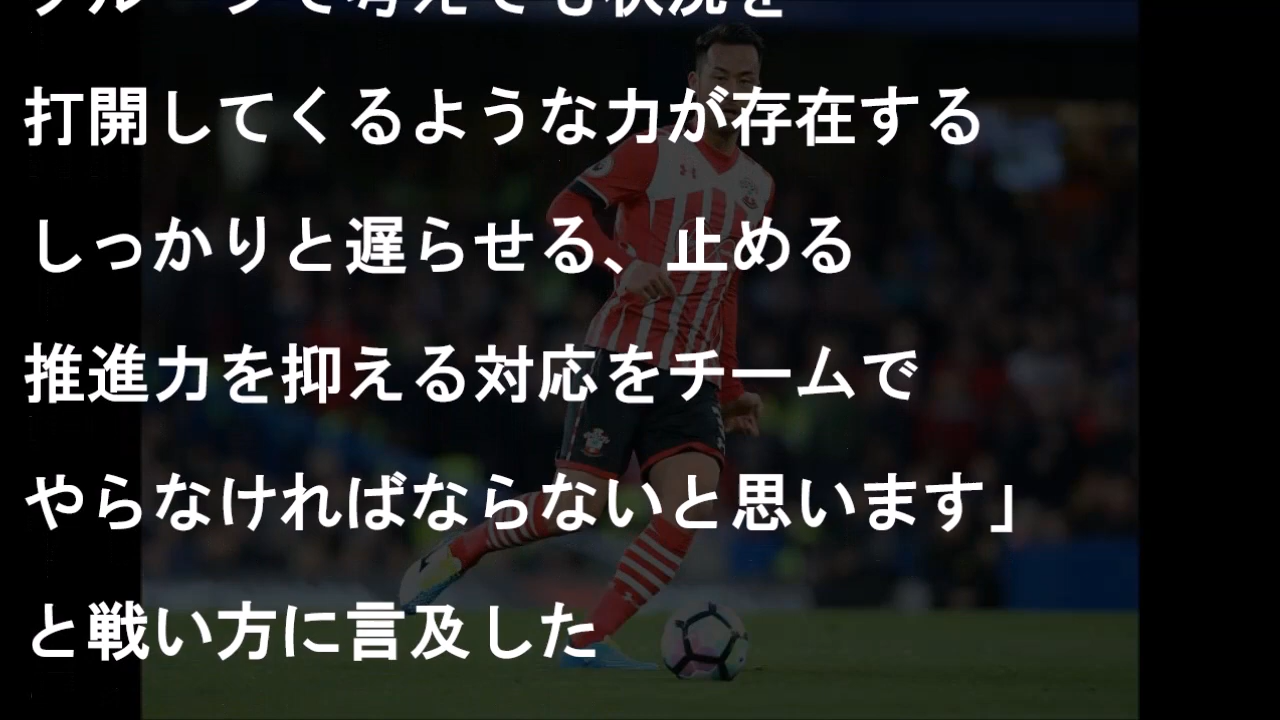 打開してくるような力が存在する
しっかりと遅らせる、止める
推進力を抑える対応をチームで
やらなければならないと思います」
と戦い方に言及した